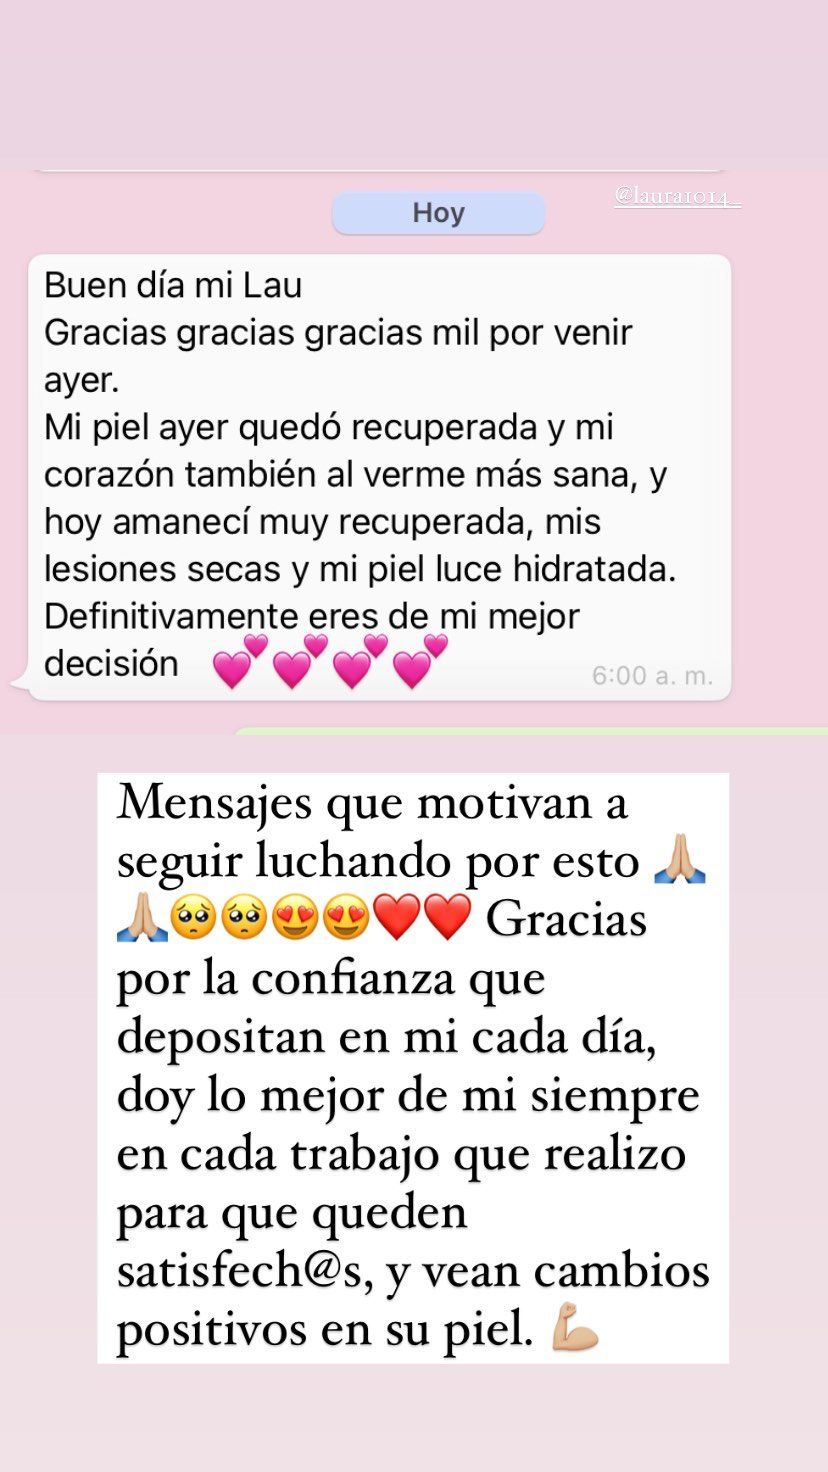 @laura1014_
Hoy
Buen día mi Lau
Gracias gracias gracias mil por venir
ayer.
Mi piel ayer quedó recuperada y mi
corazón también al verme más sana, y
hoy amanecí muy recuperada, mis
lesiones secas y mi piel luce hidratada.
Definitivamente eres de mi mejor
decisión 💕💕💕💕
6:00 a. m.
Mensajes que motivan a
seguir luchando por esto 🙏🏼
🙏🏼🥺🥺😍😍❤️❤️ Gracias
por la confianza que
depositan en mi cada día,
doy lo mejor de mi siempre
en cada trabajo que realizo
para que queden
satisfech@s, y vean cambios
positivos en su piel. 💪🏼